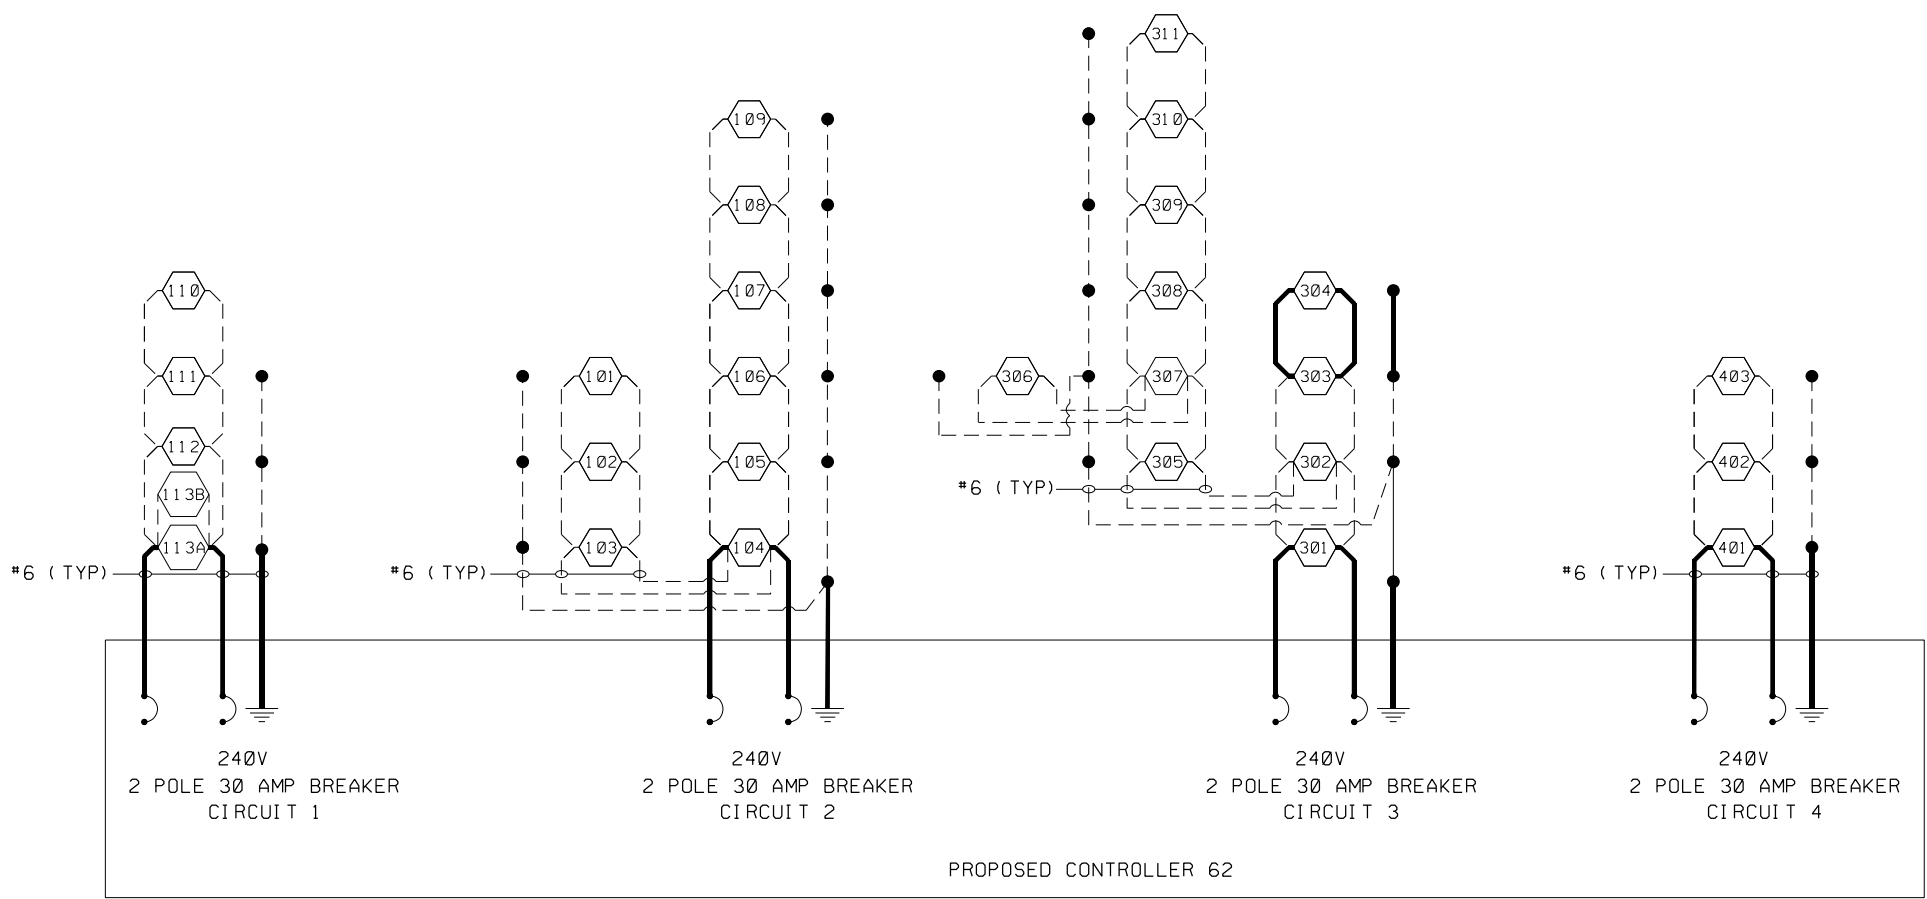 311
109
310
108
309
110
107
308
304
111
101
106
306
307
303
403
112
102
105
305
302
402
113B
#6 (TYP)
113A
103
104
301
401
#6 (TYP)
#6 (TYP)
#6 (TYP)
240V
2 POLE 30 AMP BREAKER
CIRCUIT 1
240V
2 POLE 30 AMP BREAKER
CIRCUIT 2
240V
2 POLE 30 AMP BREAKER
CIRCUIT 3
240V
2 POLE 30 AMP BREAKER
CIRCUIT 4
PROPOSED CONTROLLER 62